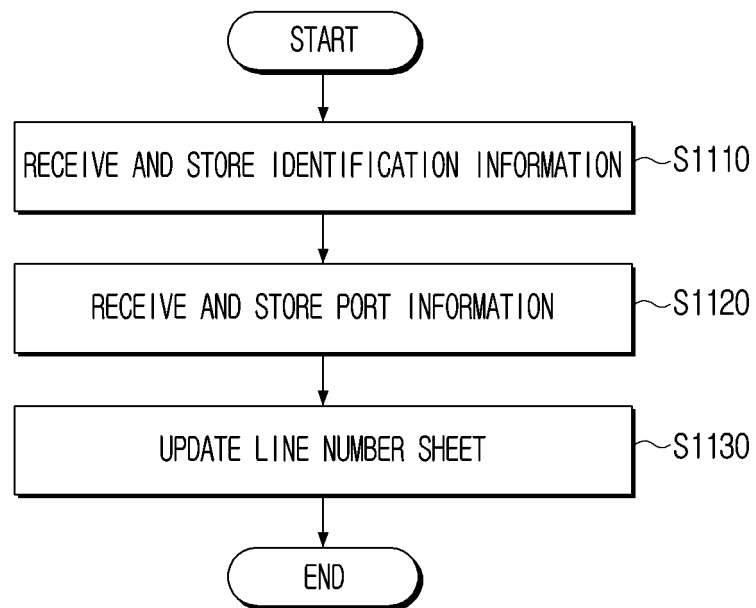 START
RECEIVE AND STORE IDENTIFICATION INFORMATION
S1110
RECEIVE AND STORE PORT INFORMATION
S1120
UPDATE LINE NUMBER SHEET
S1130
END